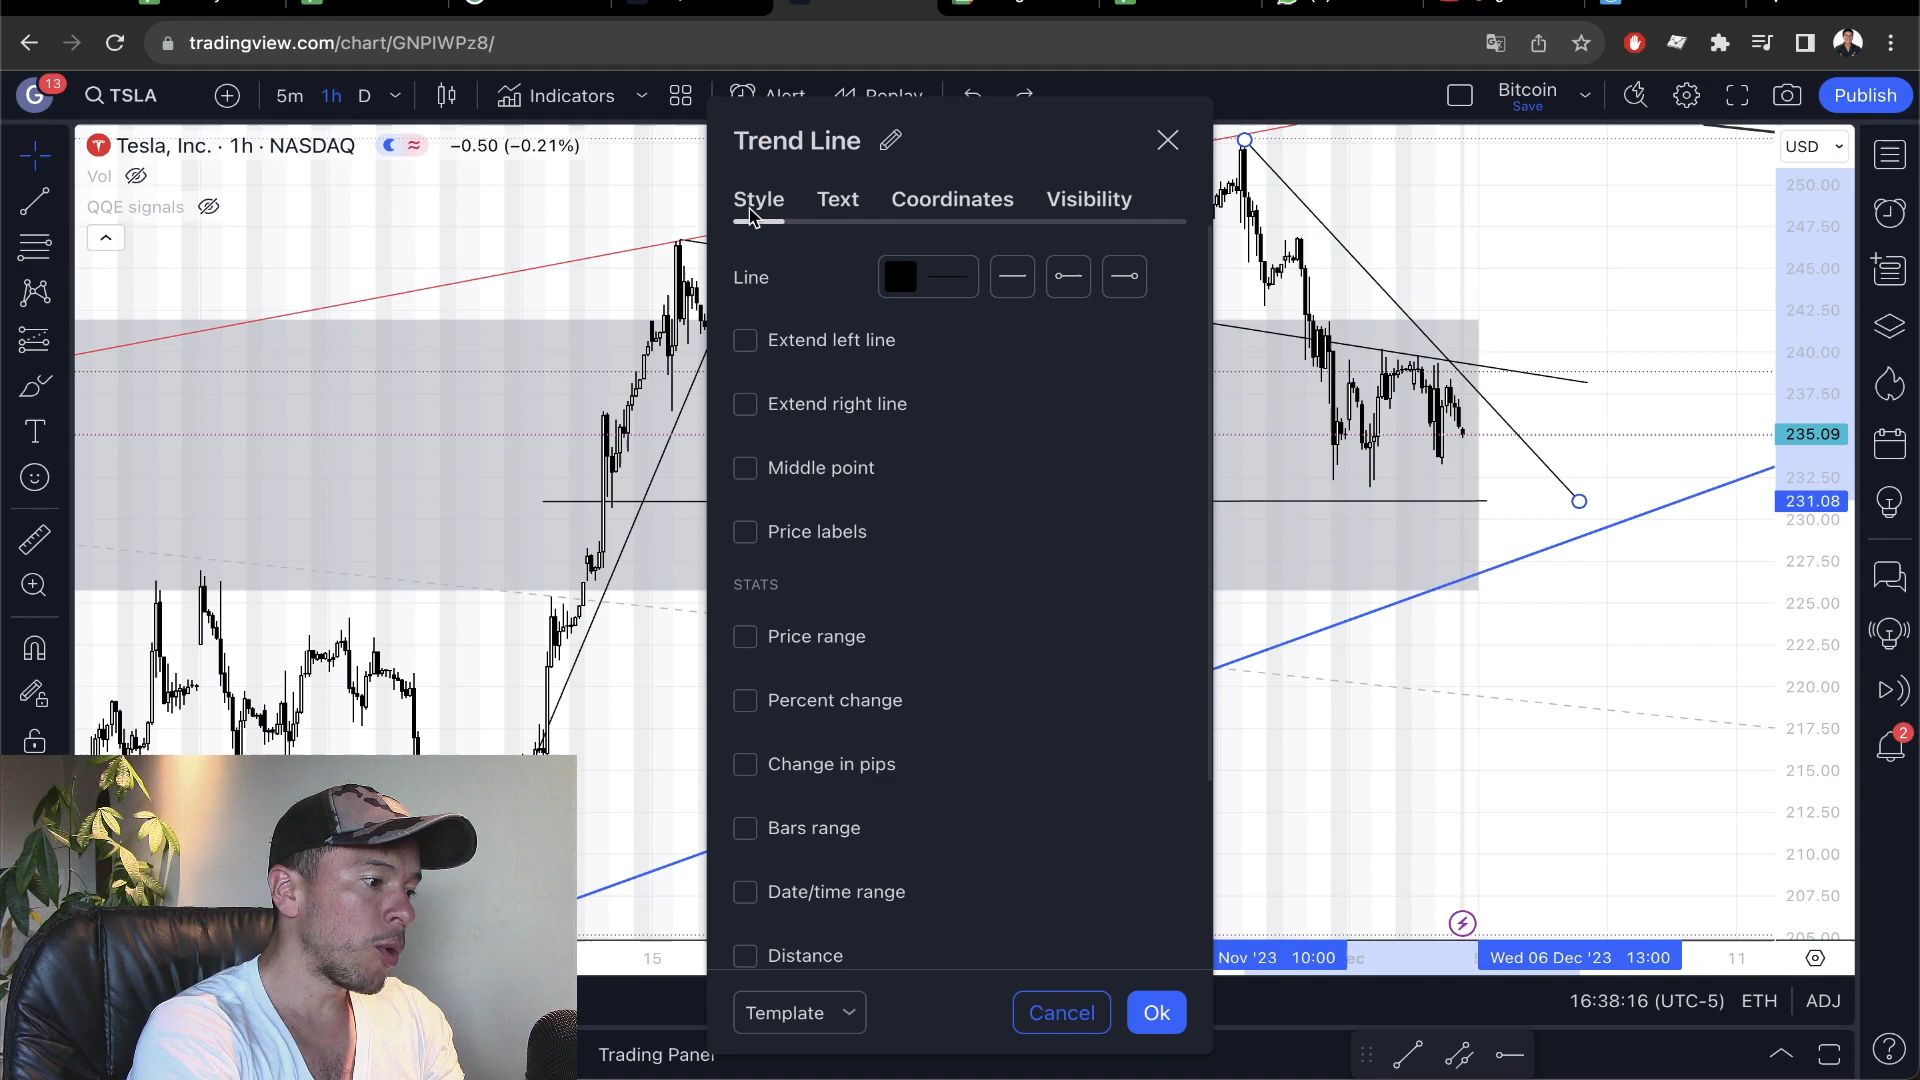 tradingview.com/chart/GNPIWPz8/
G 13 TSLA 5m 1h D Indicators Alert Replay Bitcoin Save Publish
Tesla, Inc. · 1h · NASDAQ −0.50 (−0.21%)
Vol
QQE signals
Trend Line
Style Text Coordinates Visibility
Line
Extend left line
Extend right line
Middle point
Price labels
STATS
Price range
Percent change
Change in pips
Bars range
Date/time range
Distance
Template Cancel Ok
USD
250.00
247.50
245.00
242.50
240.00
237.50
235.09
232.50
231.08
230.00
227.50
225.00
222.50
220.00
217.50
215.00
212.50
210.00
207.50
205.00
2
15 Nov '23 10:00 Wed 06 Dec '23 13:00 11
16:38:16 (UTC-5) ETH ADJ
Trading Panel